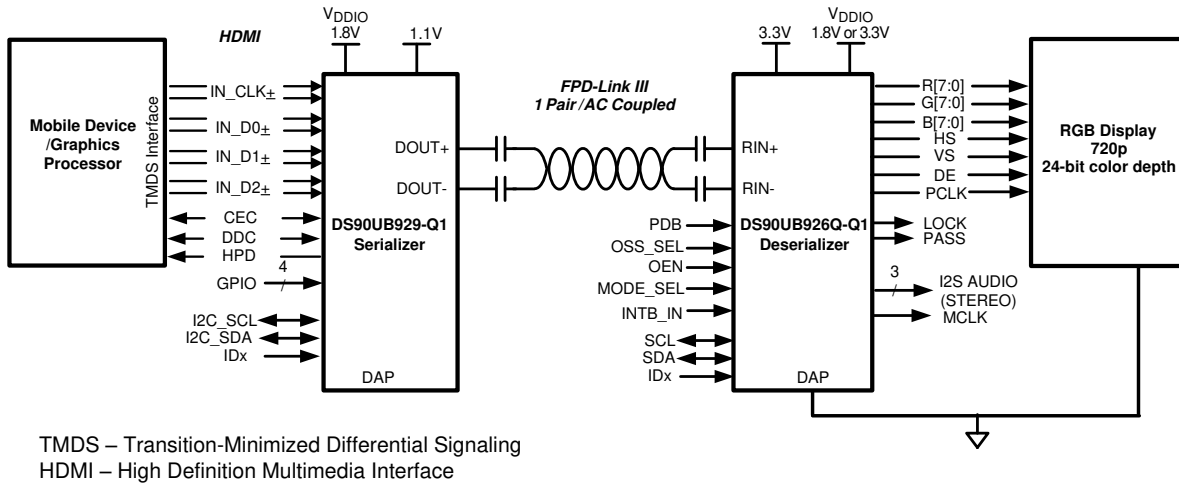 HDMI
VDDIO
1.8V
1.1V
3.3V
VDDIO
1.8V or 3.3V
FPD-Link III
1 Pair /AC Coupled
Mobile Device
/Graphics
Processor
TMDS Interface
IN_CLK±
IN_D0±
IN_D1±
IN_D2±
CEC
DDC
HPD
GPIO
4
I2C_SCL
I2C_SDA
IDx
DOUT+
DOUT-
DS90UB929-Q1
Serializer
DAP
RIN+
RIN-
PDB
OSS_SEL
OEN
MODE_SEL
INTB_IN
SCL
SDA
IDx
DS90UB926Q-Q1
Deserializer
DAP
R[7:0]
G[7:0]
B[7:0]
HS
VS
DE
PCLK
LOCK
PASS
3
I2S AUDIO
(STEREO)
MCLK
RGB Display
720p
24-bit color depth
TMDS – Transition-Minimized Differential Signaling
HDMI – High Definition Multimedia Interface